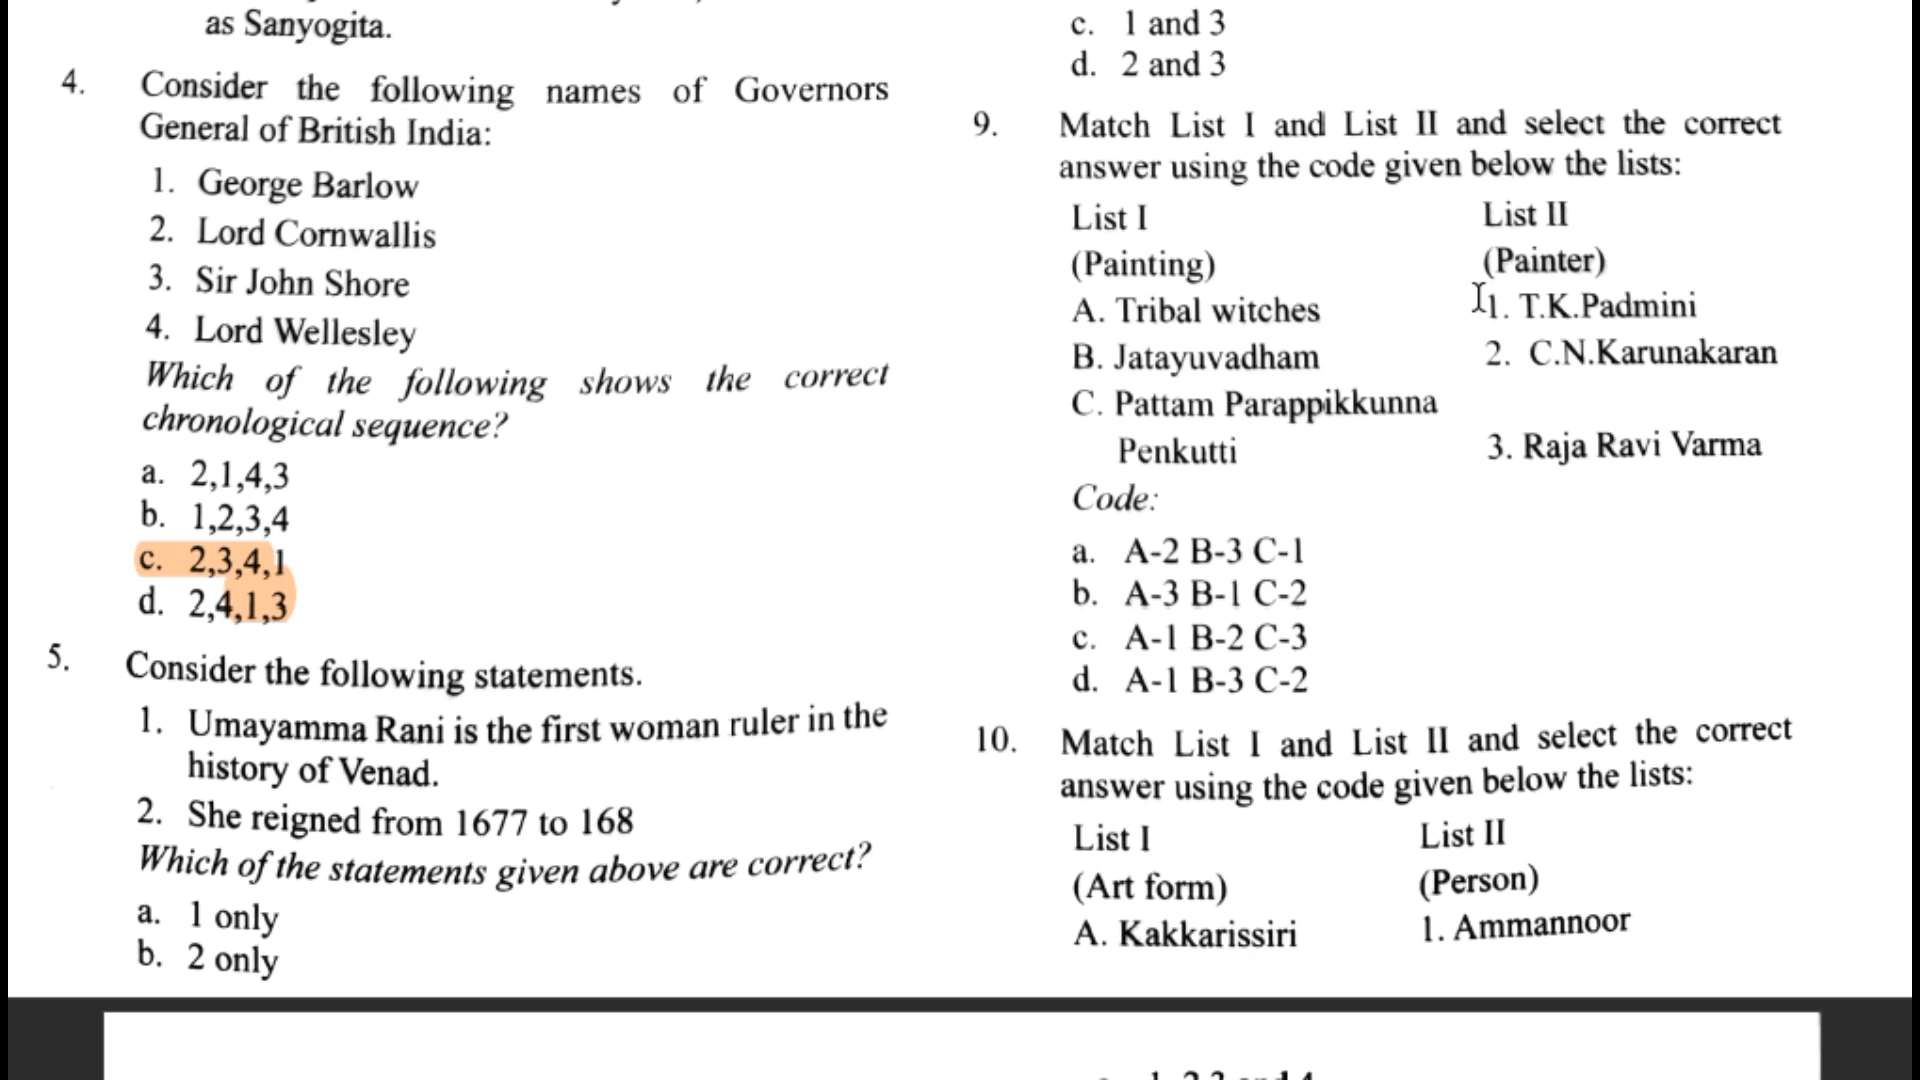 as Sanyogita.
4. Consider the following names of Governors
General of British India:
1. George Barlow
2. Lord Cornwallis
3. Sir John Shore
4. Lord Wellesley
Which of the following shows the correct
chronological sequence?
a. 2,1,4,3
b. 1,2,3,4
c. 2,3,4,1
d. 2,4,1,3
5. Consider the following statements.
1. Umayamma Rani is the first woman ruler in the
history of Venad.
2. She reigned from 1677 to 168
Which of the statements given above are correct?
a. 1 only
b. 2 only
c. 1 and 3
d. 2 and 3
9. Match List I and List II and select the correct
answer using the code given below the lists:
List I List II
(Painting) (Painter)
A. Tribal witches 1. T.K.Padmini
B. Jatayuvadham 2. C.N.Karunakaran
C. Pattam Parappikkunna
Penkutti 3. Raja Ravi Varma
Code:
a. A-2 B-3 C-1
b. A-3 B-1 C-2
c. A-1 B-2 C-3
d. A-1 B-3 C-2
10. Match List I and List II and select the correct
answer using the code given below the lists:
List I List II
(Art form) (Person)
A. Kakkarissiri 1. Ammannoor